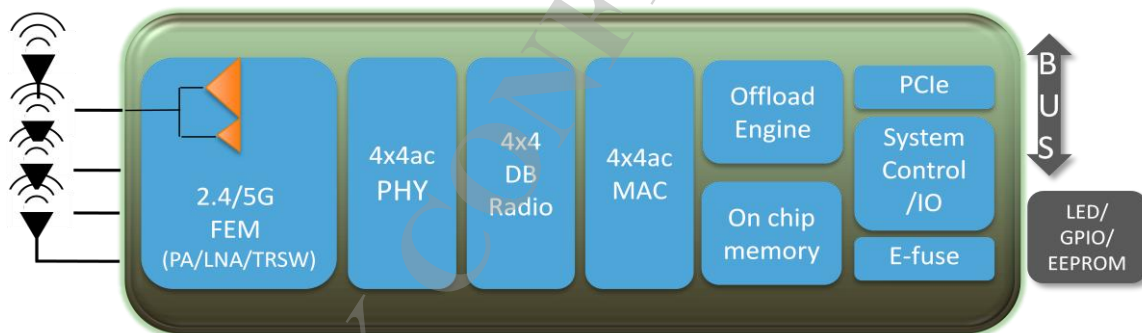 2.4/5G
FEM
(PA/LNA/TRSW)
4x4ac
PHY
4x4
DB
Radio
4x4ac
MAC
Offload
Engine
On chip
memory
PCIe
System
Control
/IO
E-fuse
B
U
S
LED/
GPIO/
EEPROM